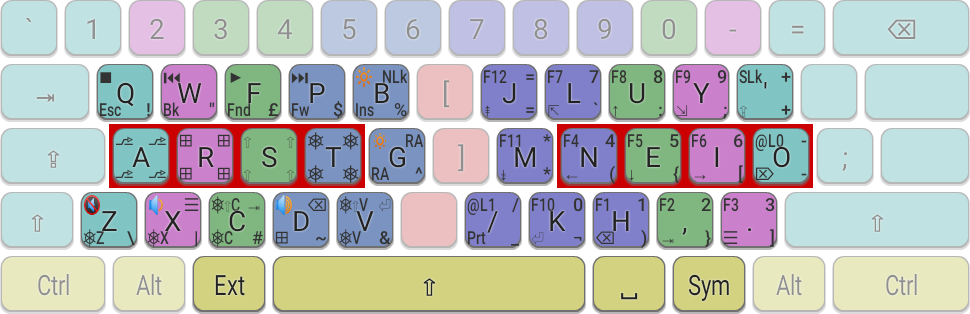 ` 1 2 3 4 5 6 7 8 9 0 - = ⌫
NLk F12 = F7 7 F8 8 F9 9 SLk +
⇥ Q W F P B [ J L U Y '
Esc ! Bk " Fnd £ Fw $ Ins % ⇟ ↖ ` ↑ : ⇲ ; ⇧ +
RA F11 * F4 4 F5 5 F6 6 @L0 -
⇪ A R S T G ] M N E I O ;
RA ^ ⇟ * ← ( ↓ { → [ ⌦ -
⇧C ⇥ ⌫ ⇧V ⏎ @L1 / F10 0 F1 1 F2 2 F3 3
⇧ Z X C D V / K H , . ⇧
Z \ X | C # ⊞ ~ V & Prt _ ⏎ ¬ ⌫ ) ⇥ } ☰ ]
Ctrl Alt Ext ⇧ ␣ Sym Alt Ctrl